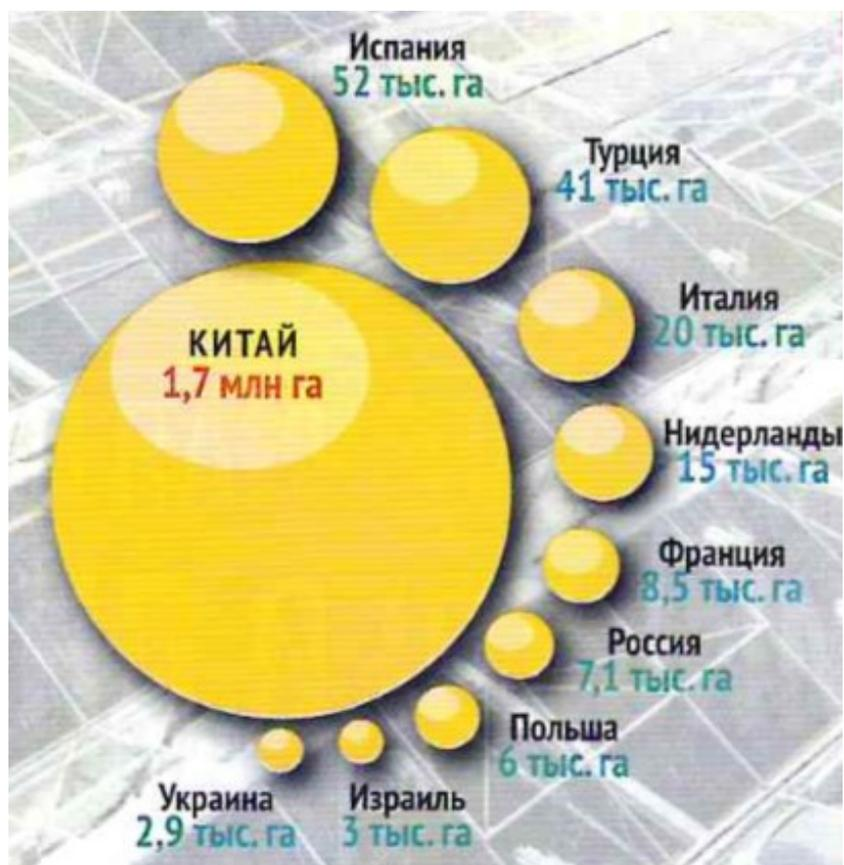 Испания
52 тыс. га
Турция
41 тыс. га
Италия
20 тыс. га
КИТАЙ
1,7 млн га
Нидерланды
15 тыс. га
Франция
8,5 тыс. га
Россия
7,1 тыс. га
Польша
6 тыс. га
Израиль
3 тыс. га
Украина
2,9 тыс. га